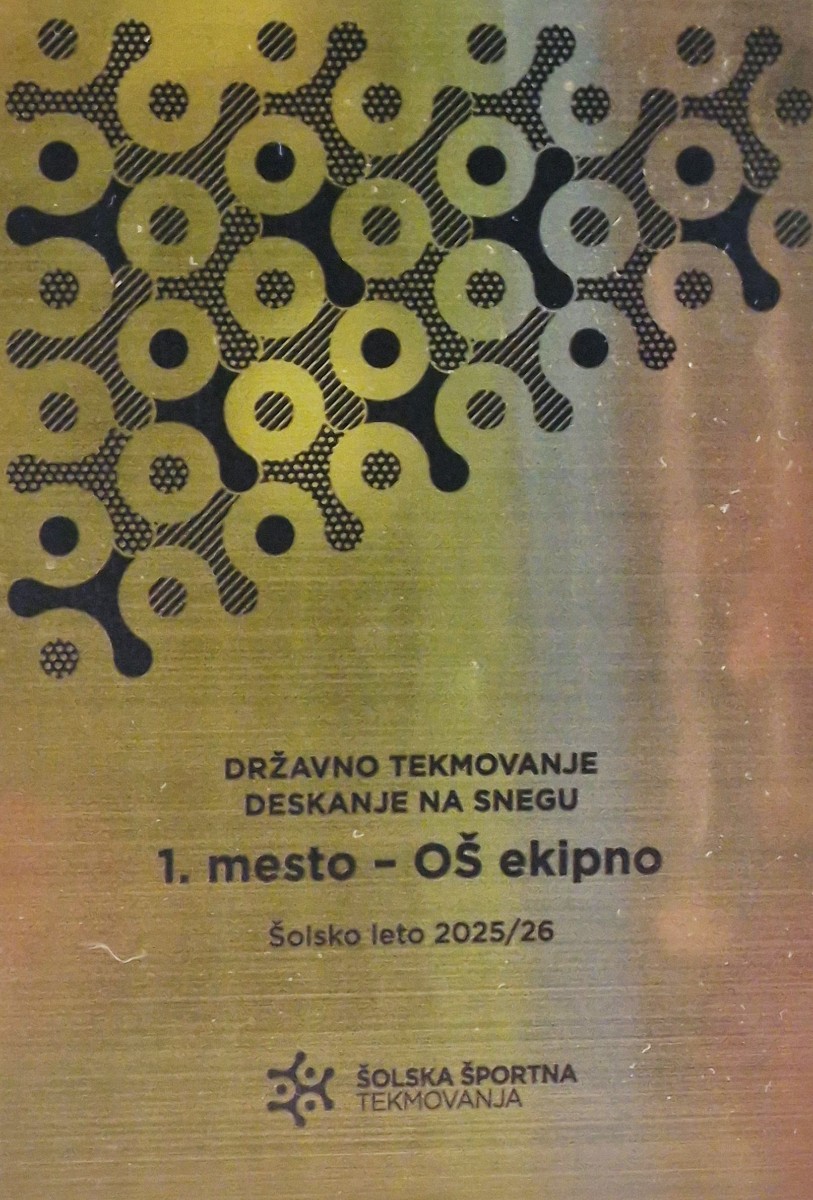 DRŽAVNO TEKMOVANJE
DESKANJE NA SNEGU
1. mesto – OŠ ekipno
Šolsko leto 2025/26
ŠOLSKA ŠPORTNA
TEKMOVANJA